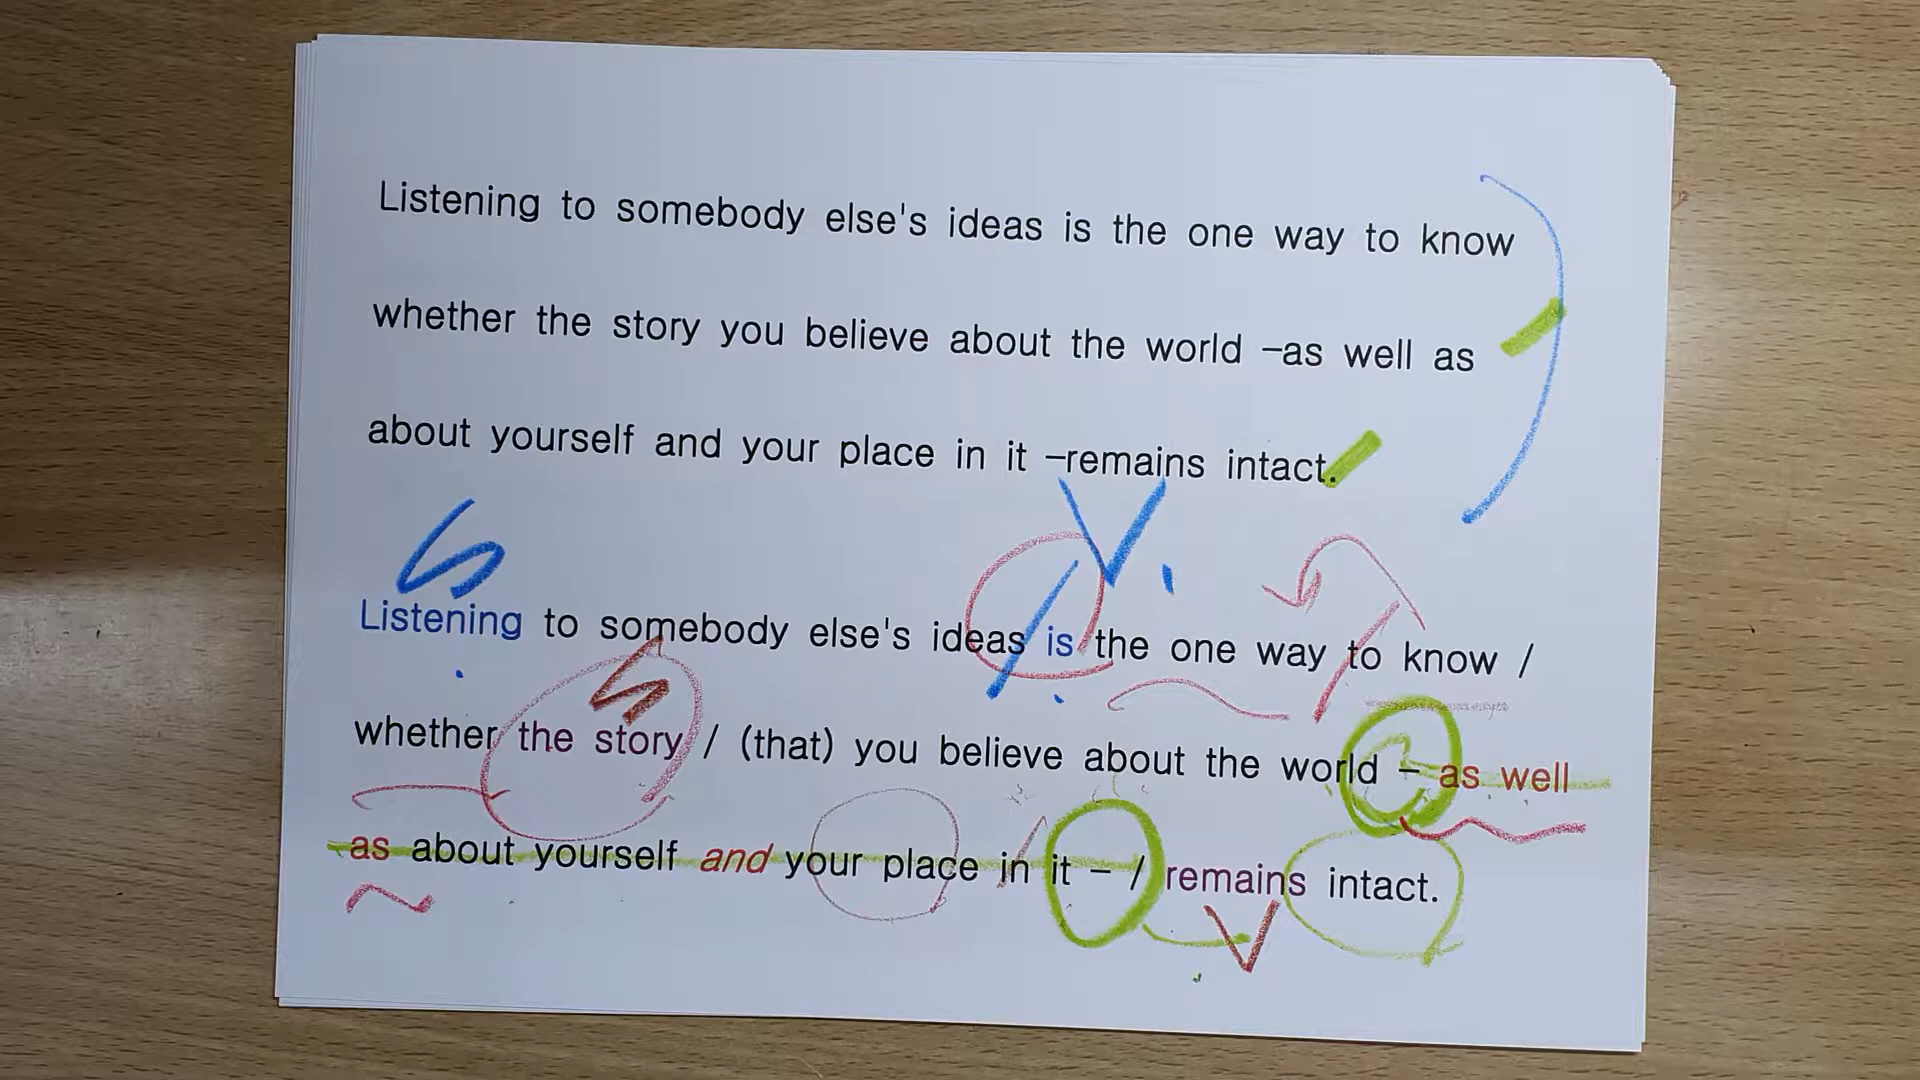 Listening to somebody else's ideas is the one way to know
whether the story you believe about the world –as well as
about yourself and your place in it –remains intact.
S
V
Listening to somebody else's ideas is the one way to know /
S
whether the story / (that) you believe about the world – as well
as about yourself and your place in it – / remains intact.
V